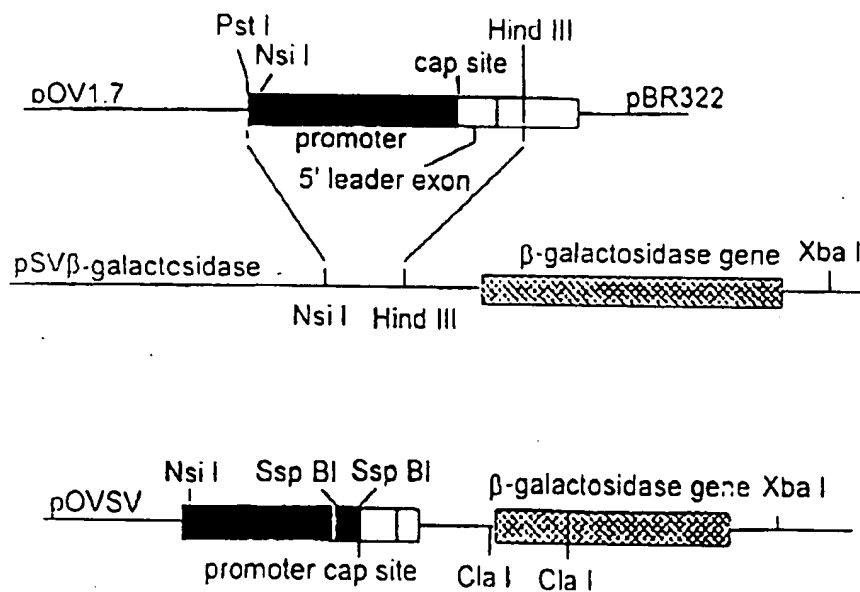 Pst I
Hind III
Nsi I
cap site
pOV1.7
pBR322
promoter
5' leader exon
pSVβ-galactcsidase
β-galactosidase gene
Xba I
Nsi I
Hind III
Nsi I
Ssp BI
Ssp BI
β-galactosidase gene
Xba I
pOVSV
promoter
cap site
Cla I
Cla I